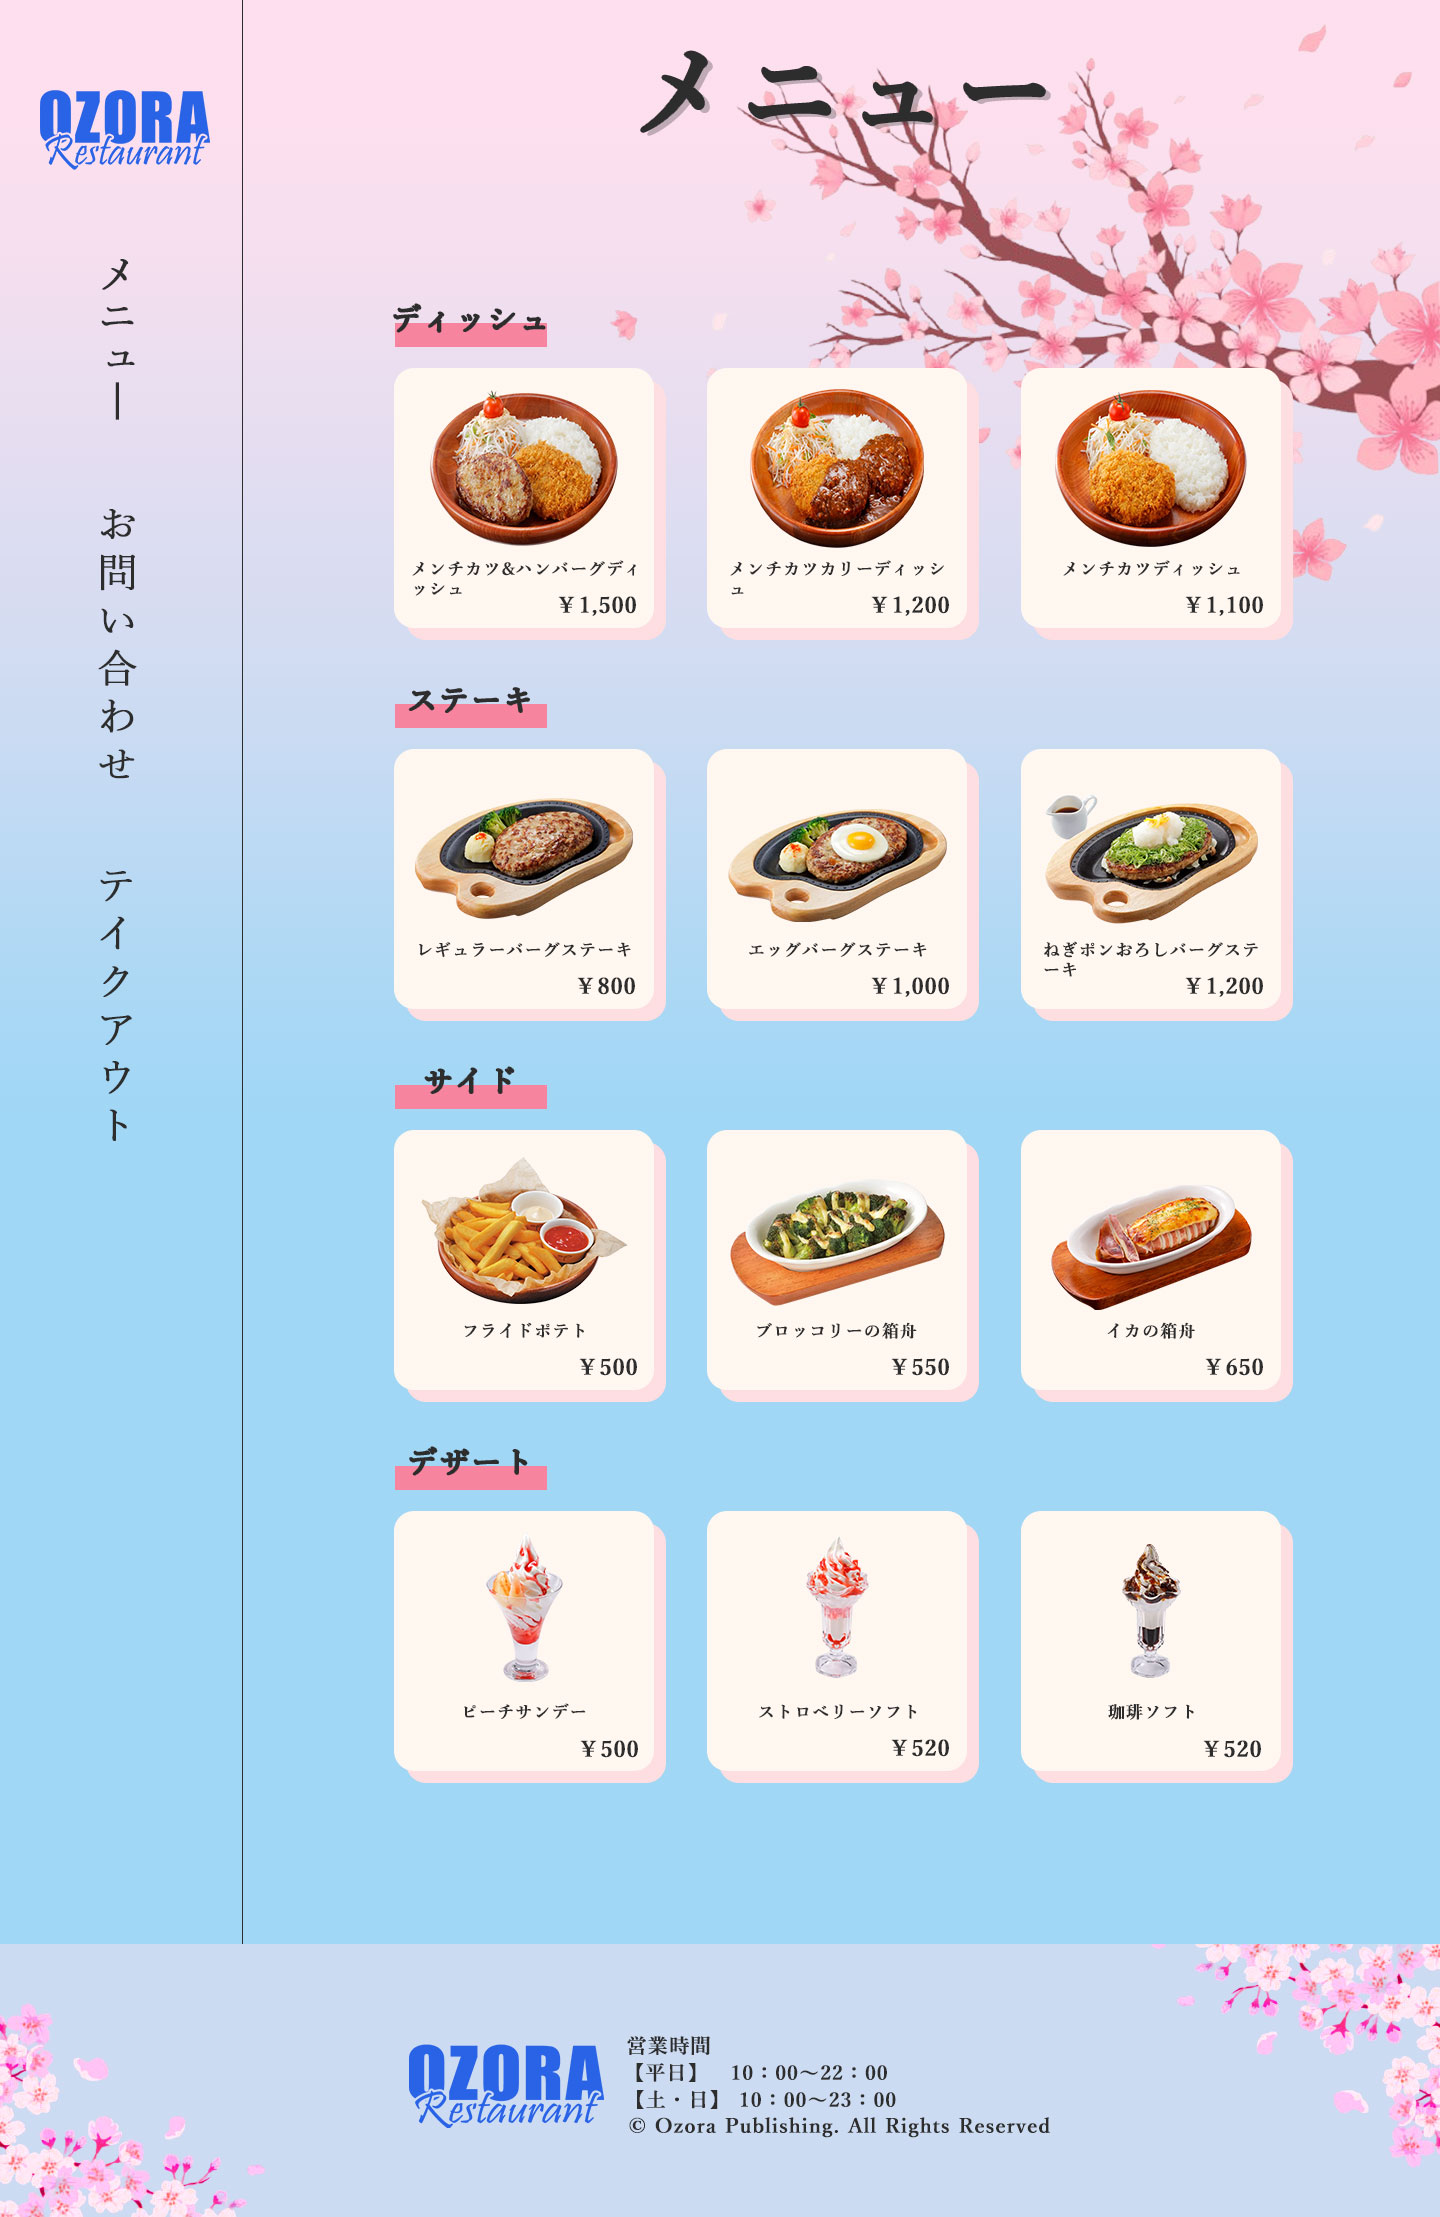 OZORA
Restaurant
メニュー
お問い合わせ
テイクアウト
メニュー
ディッシュ
メンチカツ&ハンバーグディ
ッシュ
￥1,500
メンチカツカリーディッシ
ュ
￥1,200
メンチカツディッシュ
￥1,100
ステーキ
レギュラーバーグステーキ
￥800
エッグバーグステーキ
￥1,000
ねぎポンおろしバーグステ
ーキ
￥1,200
サイド
フライドポテト
￥500
ブロッコリーの箱舟
￥550
イカの箱舟
￥650
デザート
ピーチサンデー
￥500
ストロベリーソフト
￥520
珈琲ソフト
￥520
OZORA
Restaurant
営業時間
【平日】 10：00～22：00
【土・日】 10：00～23：00
© Ozora Publishing. All Rights Reserved